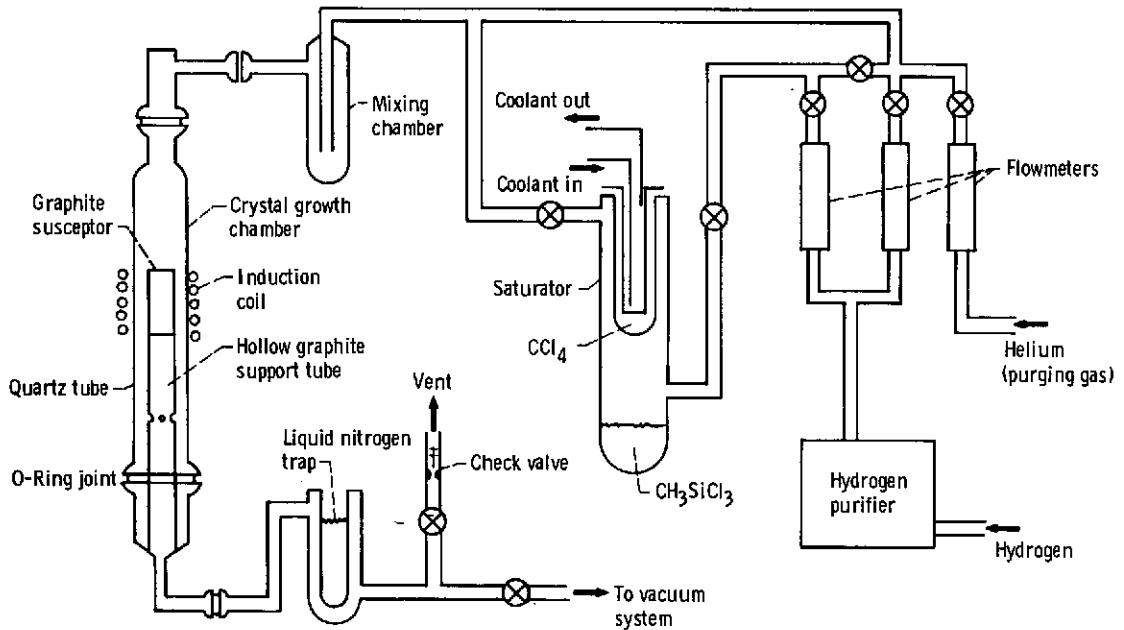 Mixing
chamber
Coolant out
Coolant in
Flowmeters
Graphite
susceptor
Crystal growth
chamber
Induction
coil
Saturator
CCl4
Helium
(purging gas)
Hollow graphite
support tube
Quartz tube
Vent
Liquid nitrogen
trap
Check valve
O-Ring joint
CH3SiCl3
Hydrogen
purifier
Hydrogen
To vacuum
system